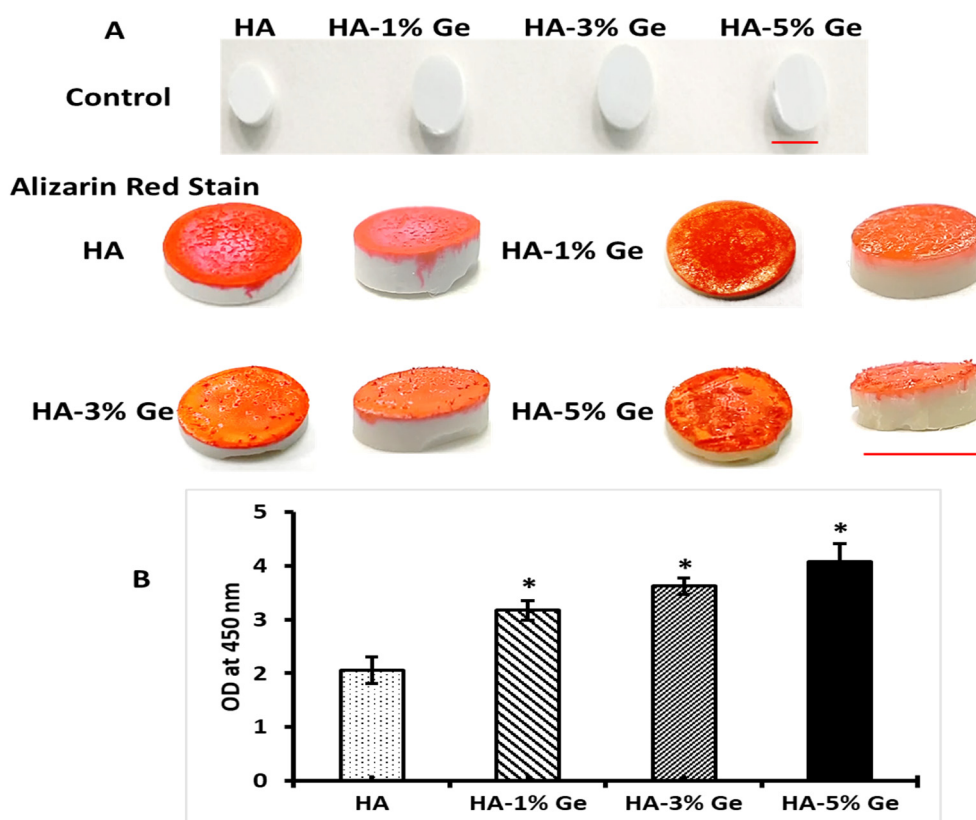 A
HA HA-1% Ge HA-3% Ge HA-5% Ge
Control
Alizarin Red Stain
HA
HA-1% Ge
HA-3% Ge
HA-5% Ge
B
OD at 450 nm
5
4
3
2
1
0
*
*
*
HA HA-1% Ge HA-3% Ge HA-5% Ge